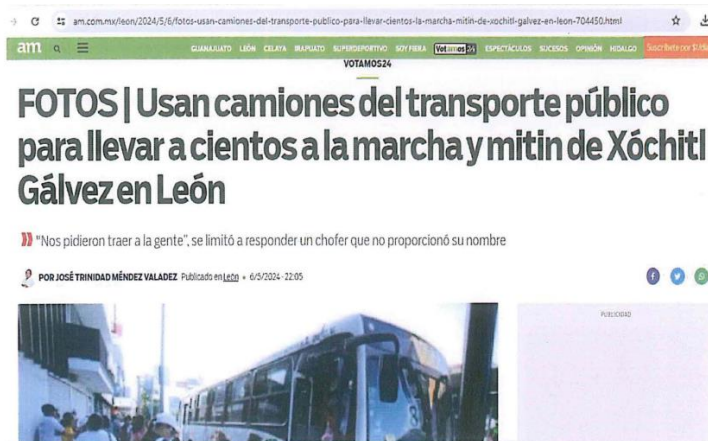 am.com.mx/leon/2024/5/6/fotos-usan-camiones-del-transporte-publico-para-llevar-cientos-la-marcha-mitin-de-xochitl-galvez-en-leon-704450.html
am GUANAJUATO LEÓN CELAYA IRAPUATO SUPERDEPORTIVO SOY FIERA Votamos24 ESPECTÁCULOS SUCESOS OPINIÓN HIDALGO
VOTAMOS24
FOTOS | Usan camiones del transporte público
para llevar a cientos a la marcha y mitin de Xóchitl
Gálvez en León
"Nos pidieron traer a la gente", se limitó a responder un chofer que no proporcionó su nombre
POR JOSÉ TRINIDAD MÉNDEZ VALADEZ Publicado en León • 6/5/2024 - 22:05
PUBLICIDAD